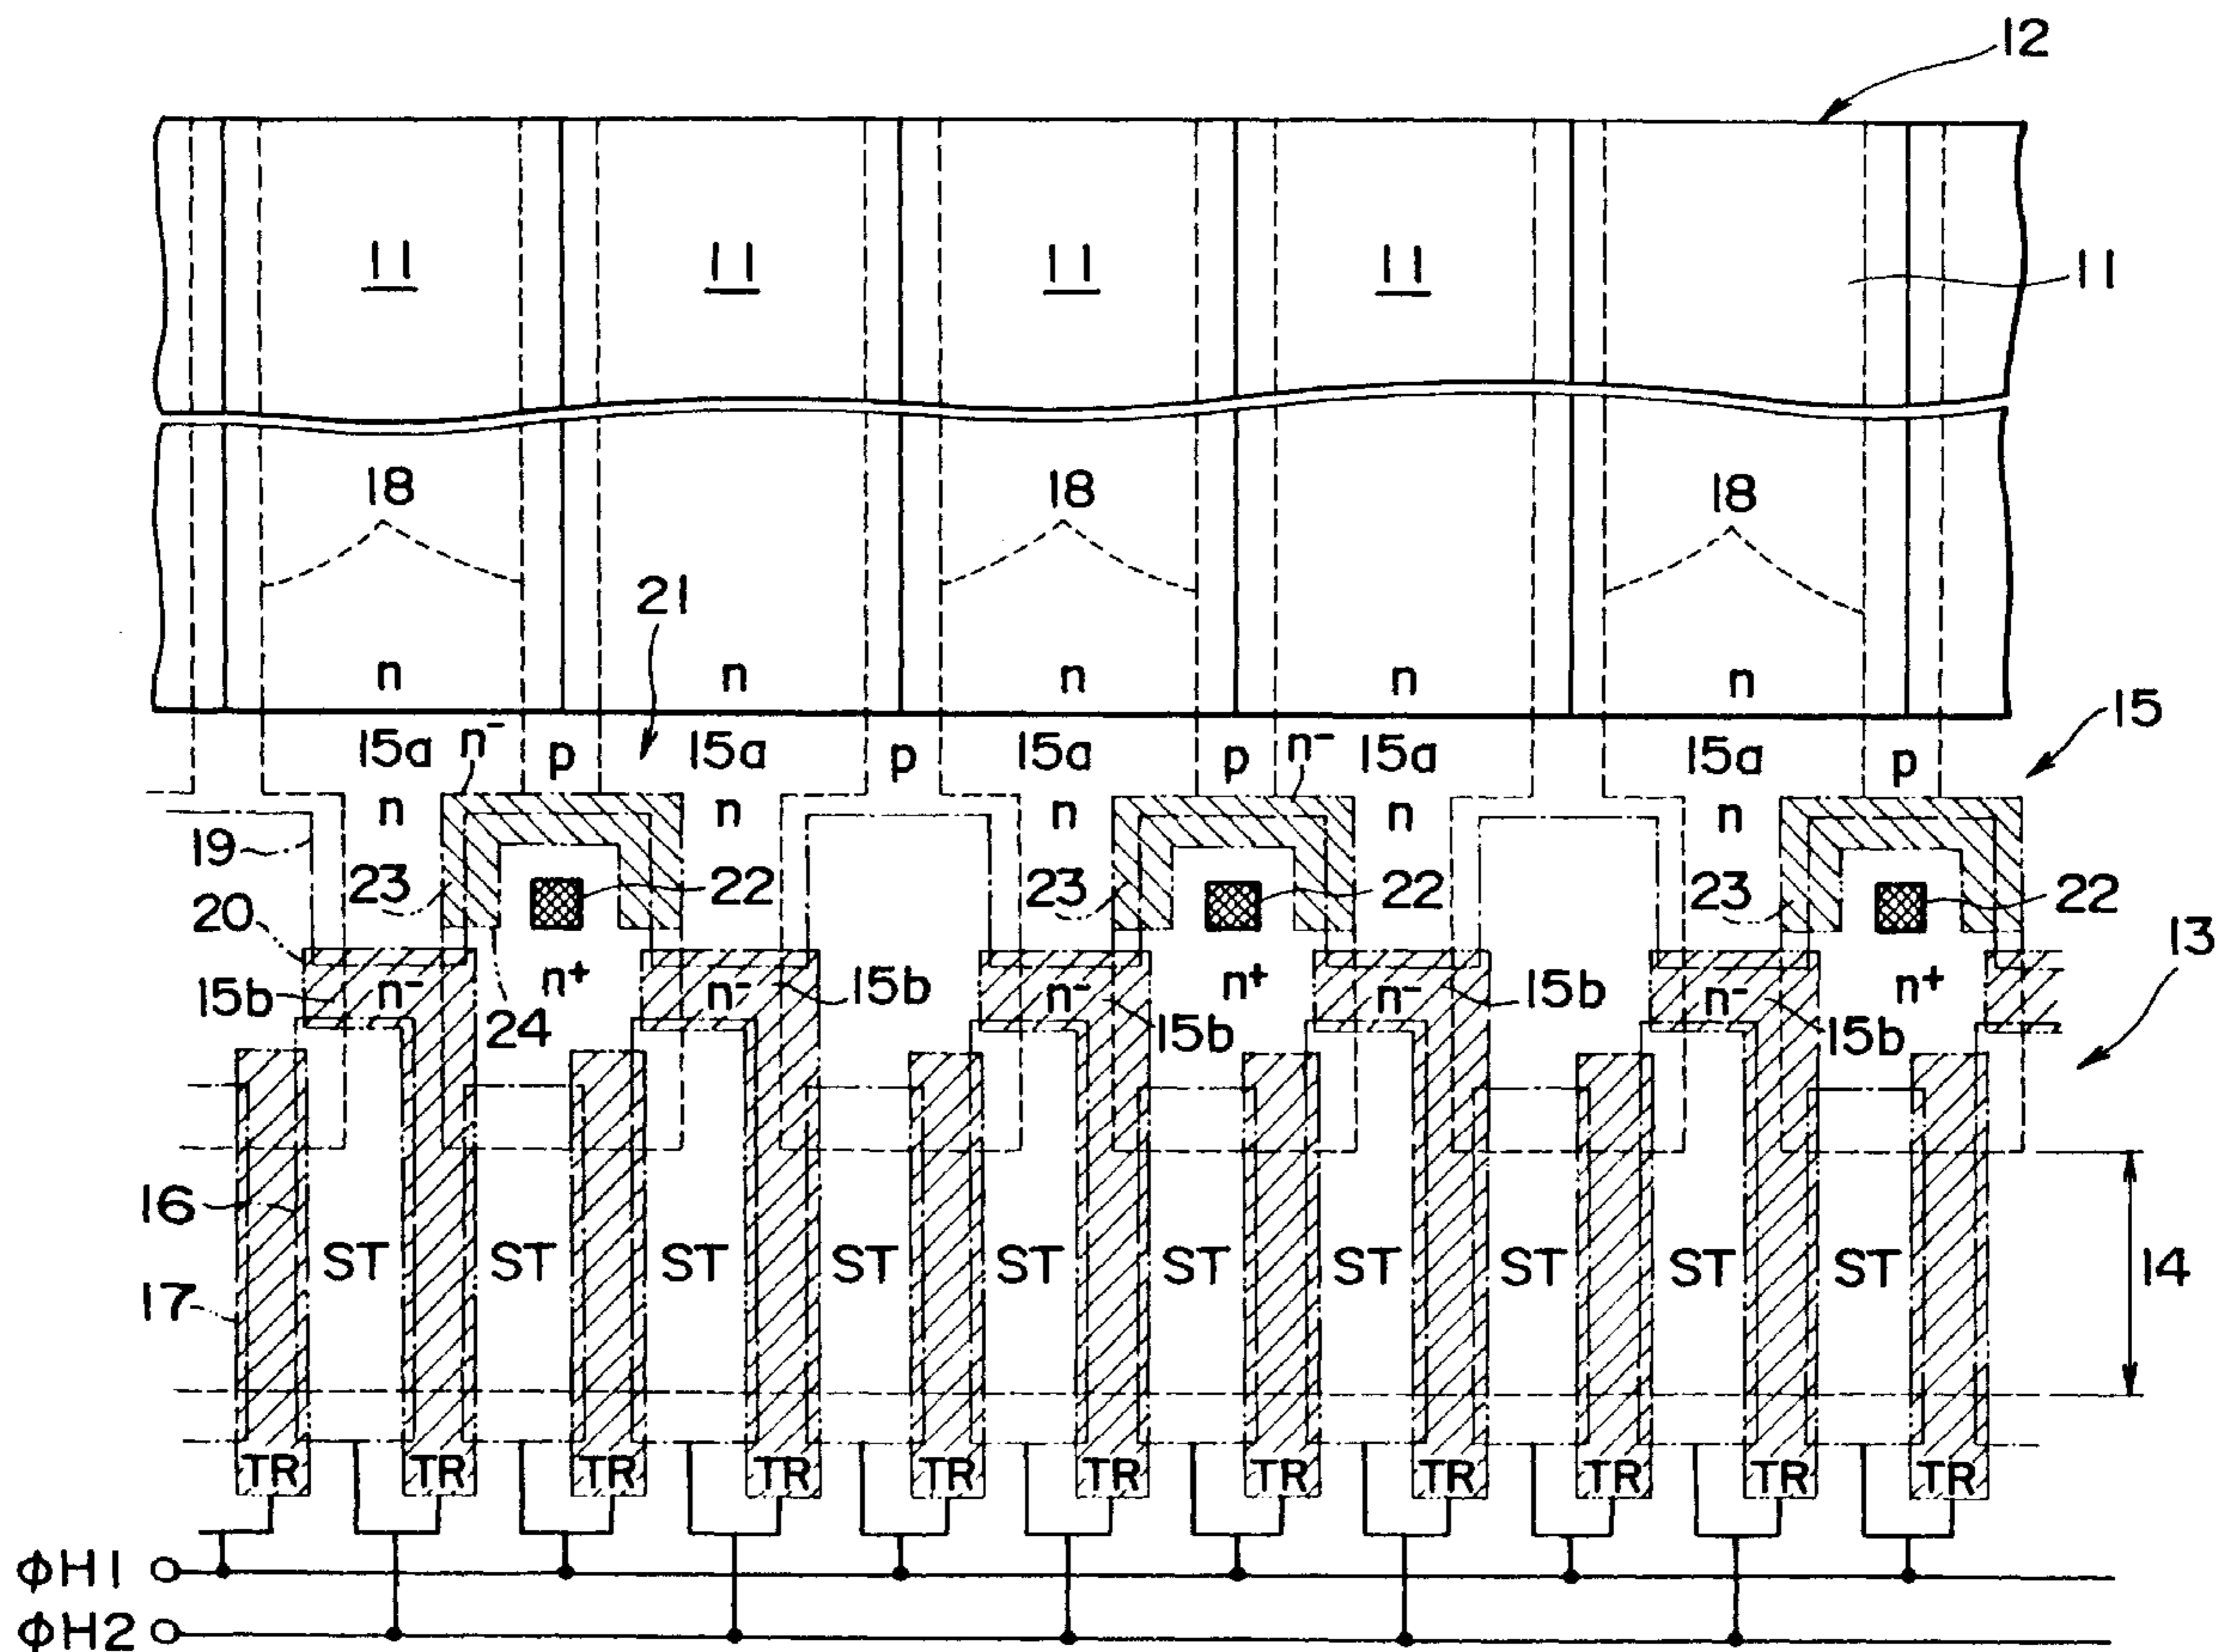 12
11 11 11 11 11
18 18 18
21
n n n n n
15
15a n⁻ p 15a p 15a p n⁻ 15a 15a p
n n n n n
19
23 22 23 22 23 22
20
13
15b n⁻ n⁺ n⁻ 15b n⁻ n⁺ n⁻ 15b n⁻ n⁺
24 15b 15b
16
ST ST ST ST ST ST ST ST ST ST
14
17
TR TR TR TR TR TR TR TR TR TR TR
ΦH1
ΦH2